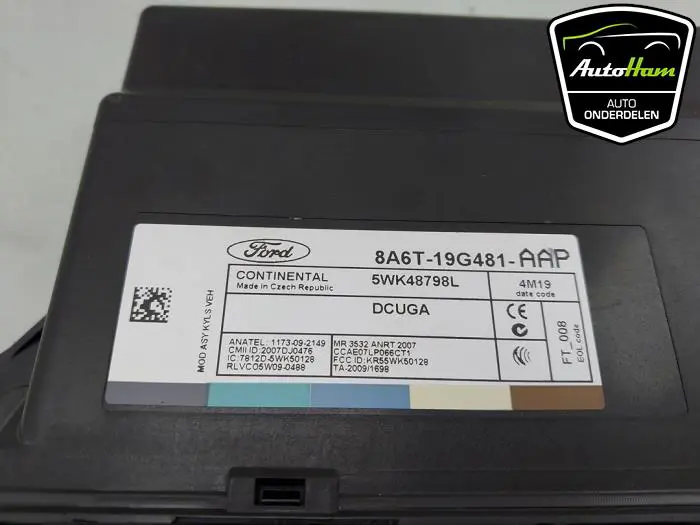 AutoHam
AUTO
ONDERDELEN
Ford
8A6T-19G481-AAP
CONTINENTAL
Made in Czech Republic
5WK48798L
4M19
date code
DCUGA
MOD ASY KYLS VEH
ANATEL: 1173-09-2149
CMII ID: 2007DJ0476
IC: 7812D-5WK50128
RLVCO5W09-0488
MR 3532 ANRT 2007
CCAE07LP066CT1
FCC ID: KR55WK50128
TA-2009/1698
CE
FT_008
EOL code